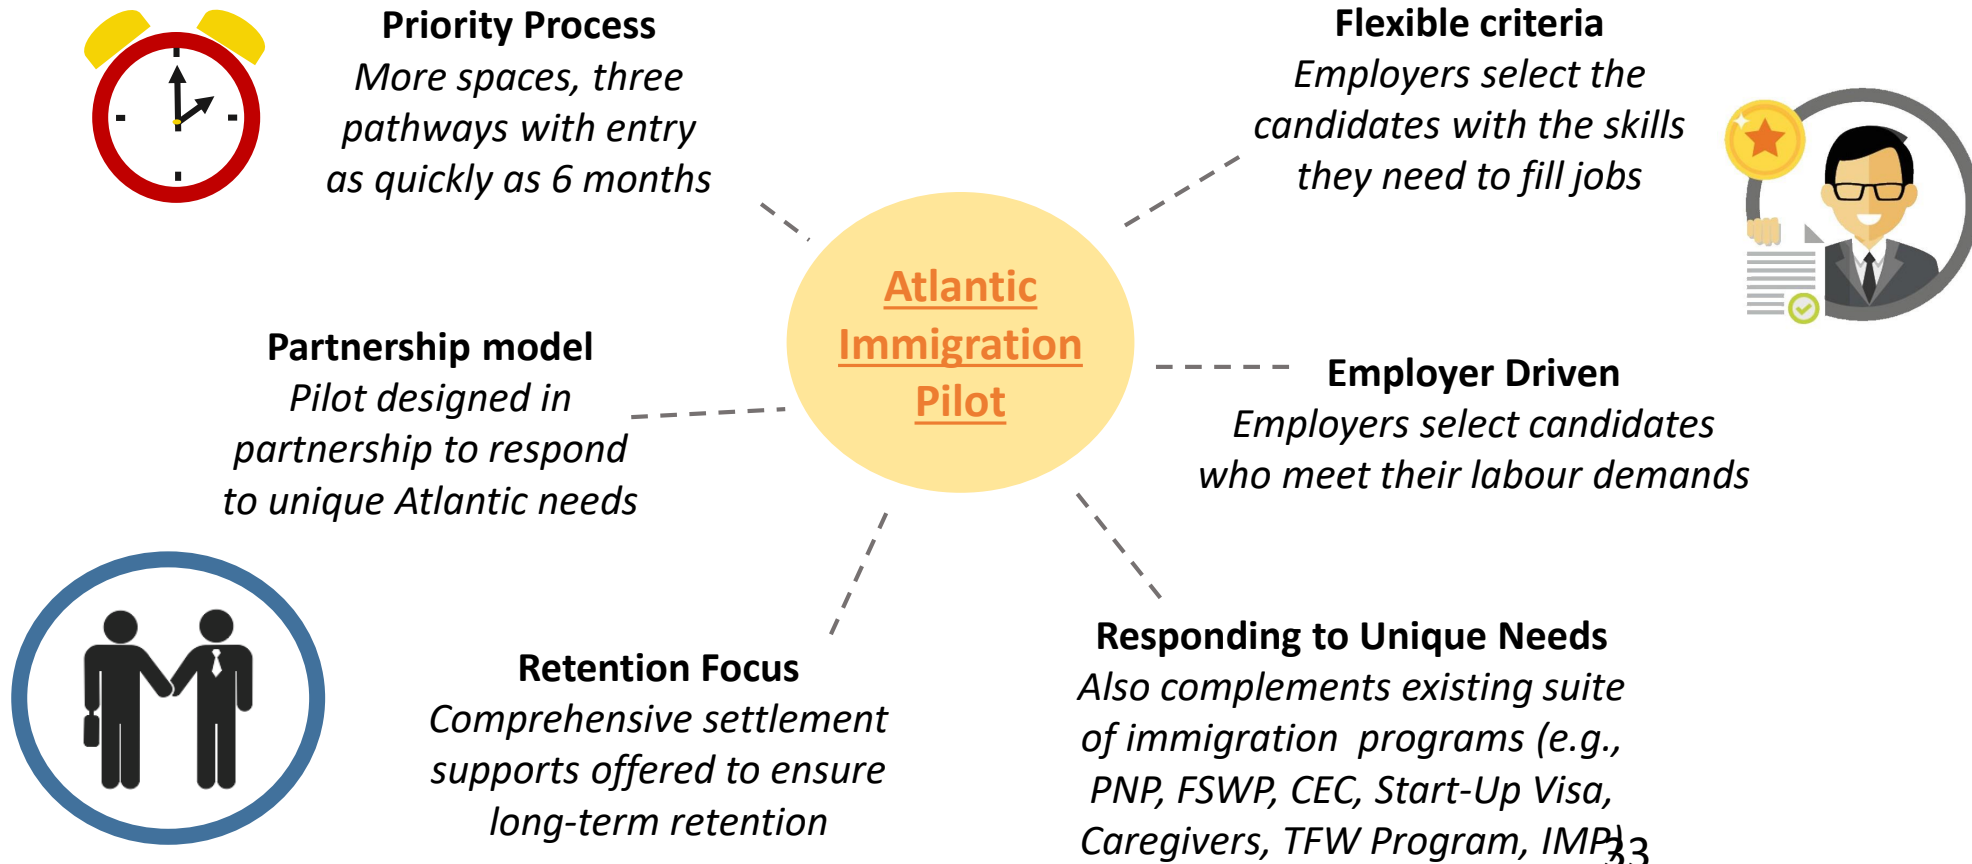 Priority Process
More spaces, three
pathways with entry
as quickly as 6 months
Flexible criteria
Employers select the
candidates with the skills
they need to fill jobs
Atlantic
Immigration
Pilot
Partnership model
Pilot designed in
partnership to respond
to unique Atlantic needs
Employer Driven
Employers select candidates
who meet their labour demands
Retention Focus
Comprehensive settlement
supports offered to ensure
long-term retention
Responding to Unique Needs
Also complements existing suite
of immigration programs (e.g.,
PNP, FSWP, CEC, Start-Up Visa,
Caregivers, TFW Program, IMP)
33